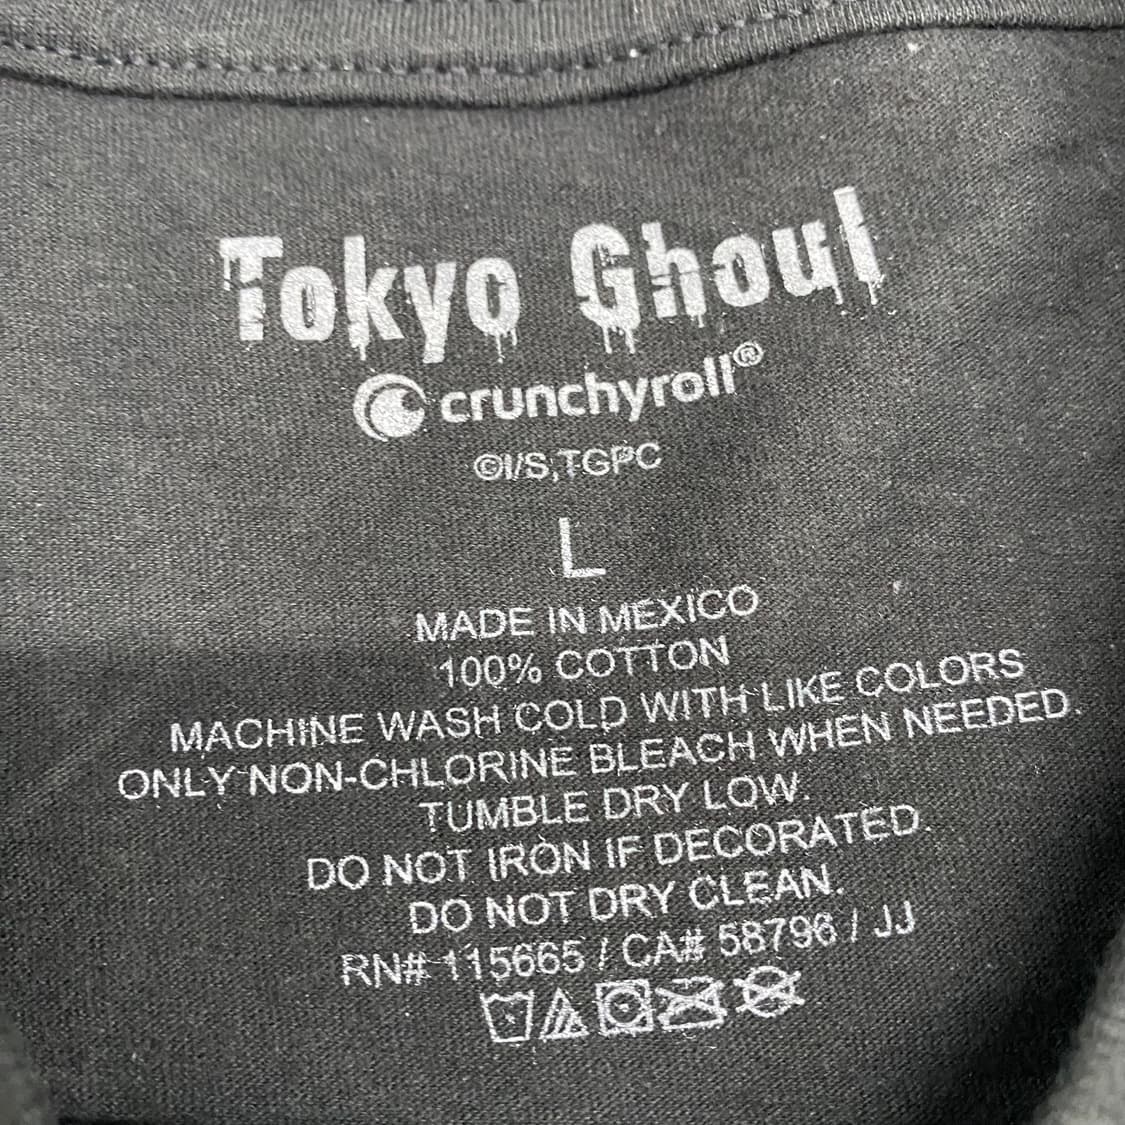 Tokyo Ghoul
crunchyroll®
©I/S,TGPC
L
MADE IN MEXICO
100% COTTON
MACHINE WASH COLD WITH LIKE COLORS
ONLY NON-CHLORINE BLEACH WHEN NEEDED.
TUMBLE DRY LOW.
DO NOT IRON IF DECORATED.
DO NOT DRY CLEAN.
RN# 115665 / CA# 58796 / JJ